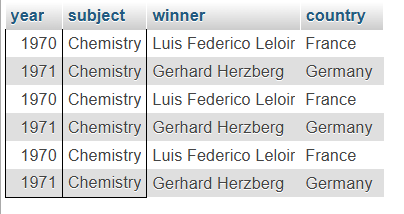 year subject winner country
1970 Chemistry Luis Federico Leloir France
1971 Chemistry Gerhard Herzberg Germany
1970 Chemistry Luis Federico Leloir France
1971 Chemistry Gerhard Herzberg Germany
1970 Chemistry Luis Federico Leloir France
1971 Chemistry Gerhard Herzberg Germany